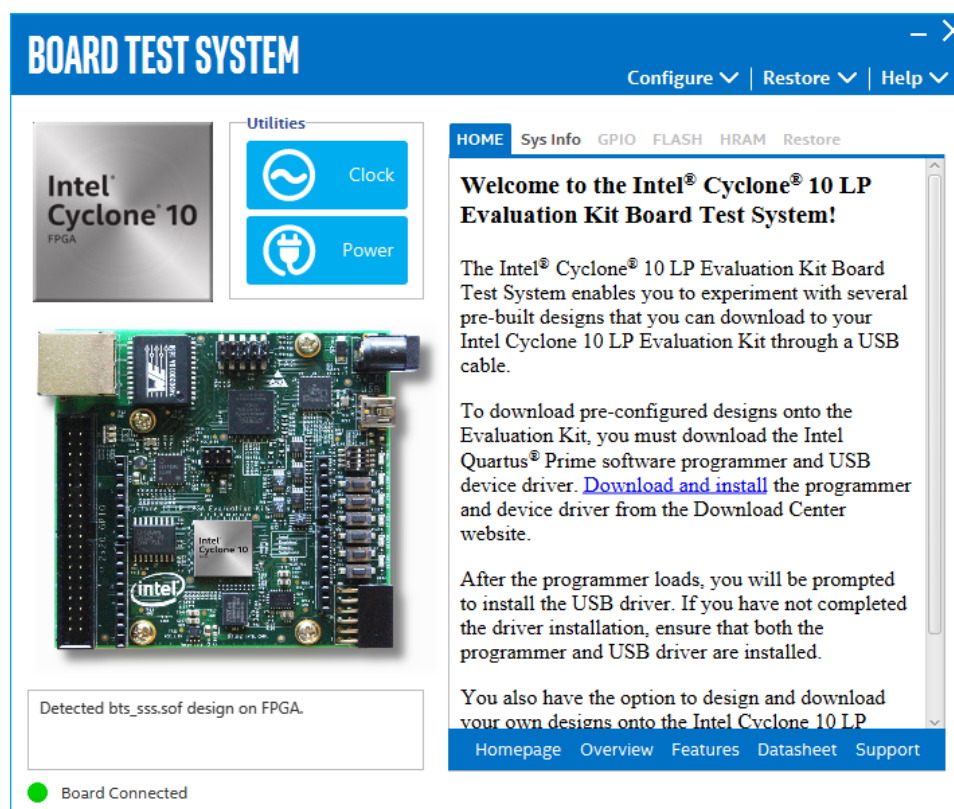 BOARD TEST SYSTEM
Configure
Restore
Help
Intel®
Cyclone® 10
FPGA
Utilities
Clock
Power
HOME Sys Info GPIO FLASH HRAM Restore
Welcome to the Intel® Cyclone® 10 LP
Evaluation Kit Board Test System!
The Intel® Cyclone® 10 LP Evaluation Kit Board
Test System enables you to experiment with several
pre-built designs that you can download to your
Intel Cyclone 10 LP Evaluation Kit through a USB
cable.
To download pre-configured designs onto the
Evaluation Kit, you must download the Intel
Quartus® Prime software programmer and USB
device driver. Download and install the programmer
and device driver from the Download Center
website.
After the programmer loads, you will be prompted
to install the USB driver. If you have not completed
the driver installation, ensure that both the
programmer and USB driver are installed.
You also have the option to design and download
your own designs onto the Intel Cyclone 10 LP
Intel
Cyclone 10
intel
Detected bts_sss.sof design on FPGA.
Homepage Overview Features Datasheet Support
Board Connected